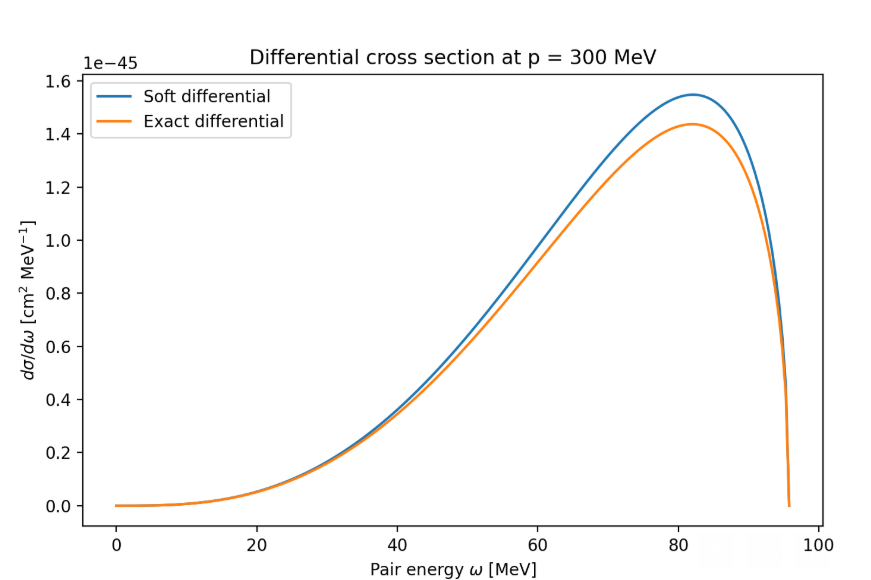 Differential cross section at p = 300 MeV
1e−45
Soft differential
Exact differential
1.6
1.4
1.2
1.0
0.8
0.6
0.4
0.2
0.0
dσ/dω [cm² MeV⁻¹]
0 20 40 60 80 100
Pair energy ω [MeV]